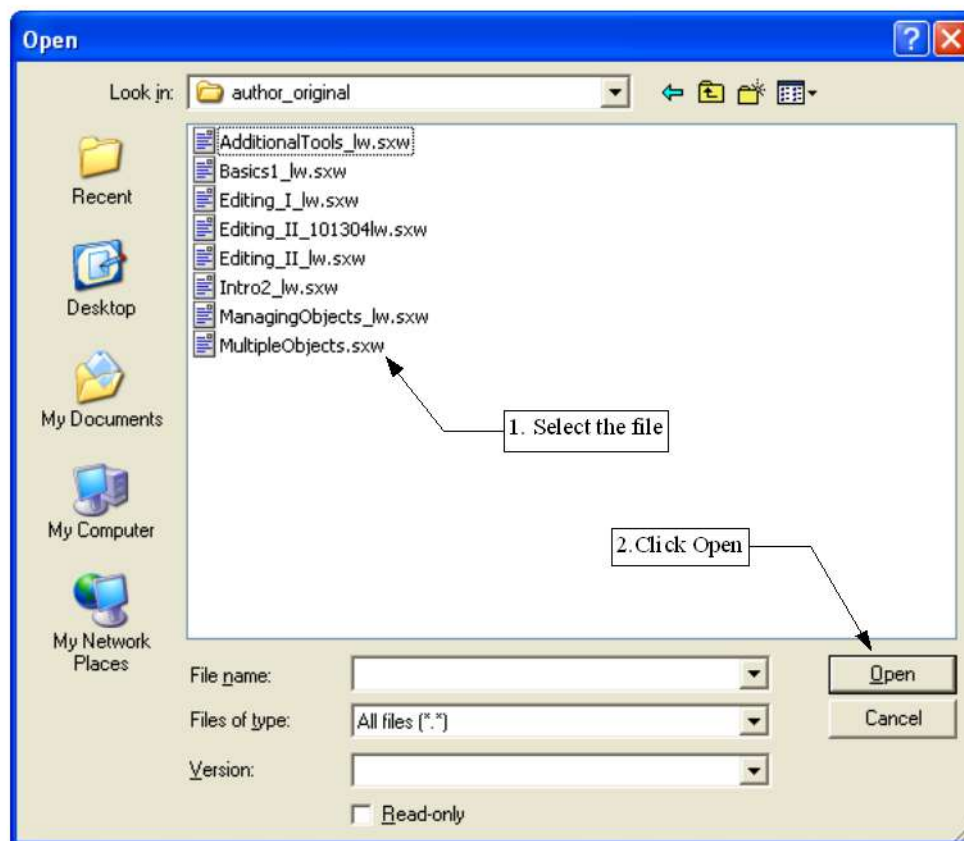 Open
Look in:
author_original
Recent
Desktop
My Documents
My Computer
My Network
Places
AdditionalTools_lw.sxw
Basics1_lw.sxw
Editing_I_lw.sxw
Editing_II_101304lw.sxw
Editing_II_lw.sxw
Intro2_lw.sxw
ManagingObjects_lw.sxw
MultipleObjects.sxw
1. Select the file
2.Click Open
File name:
Open
Files of type:
All files (*.*)
Cancel
Version:
Read-only